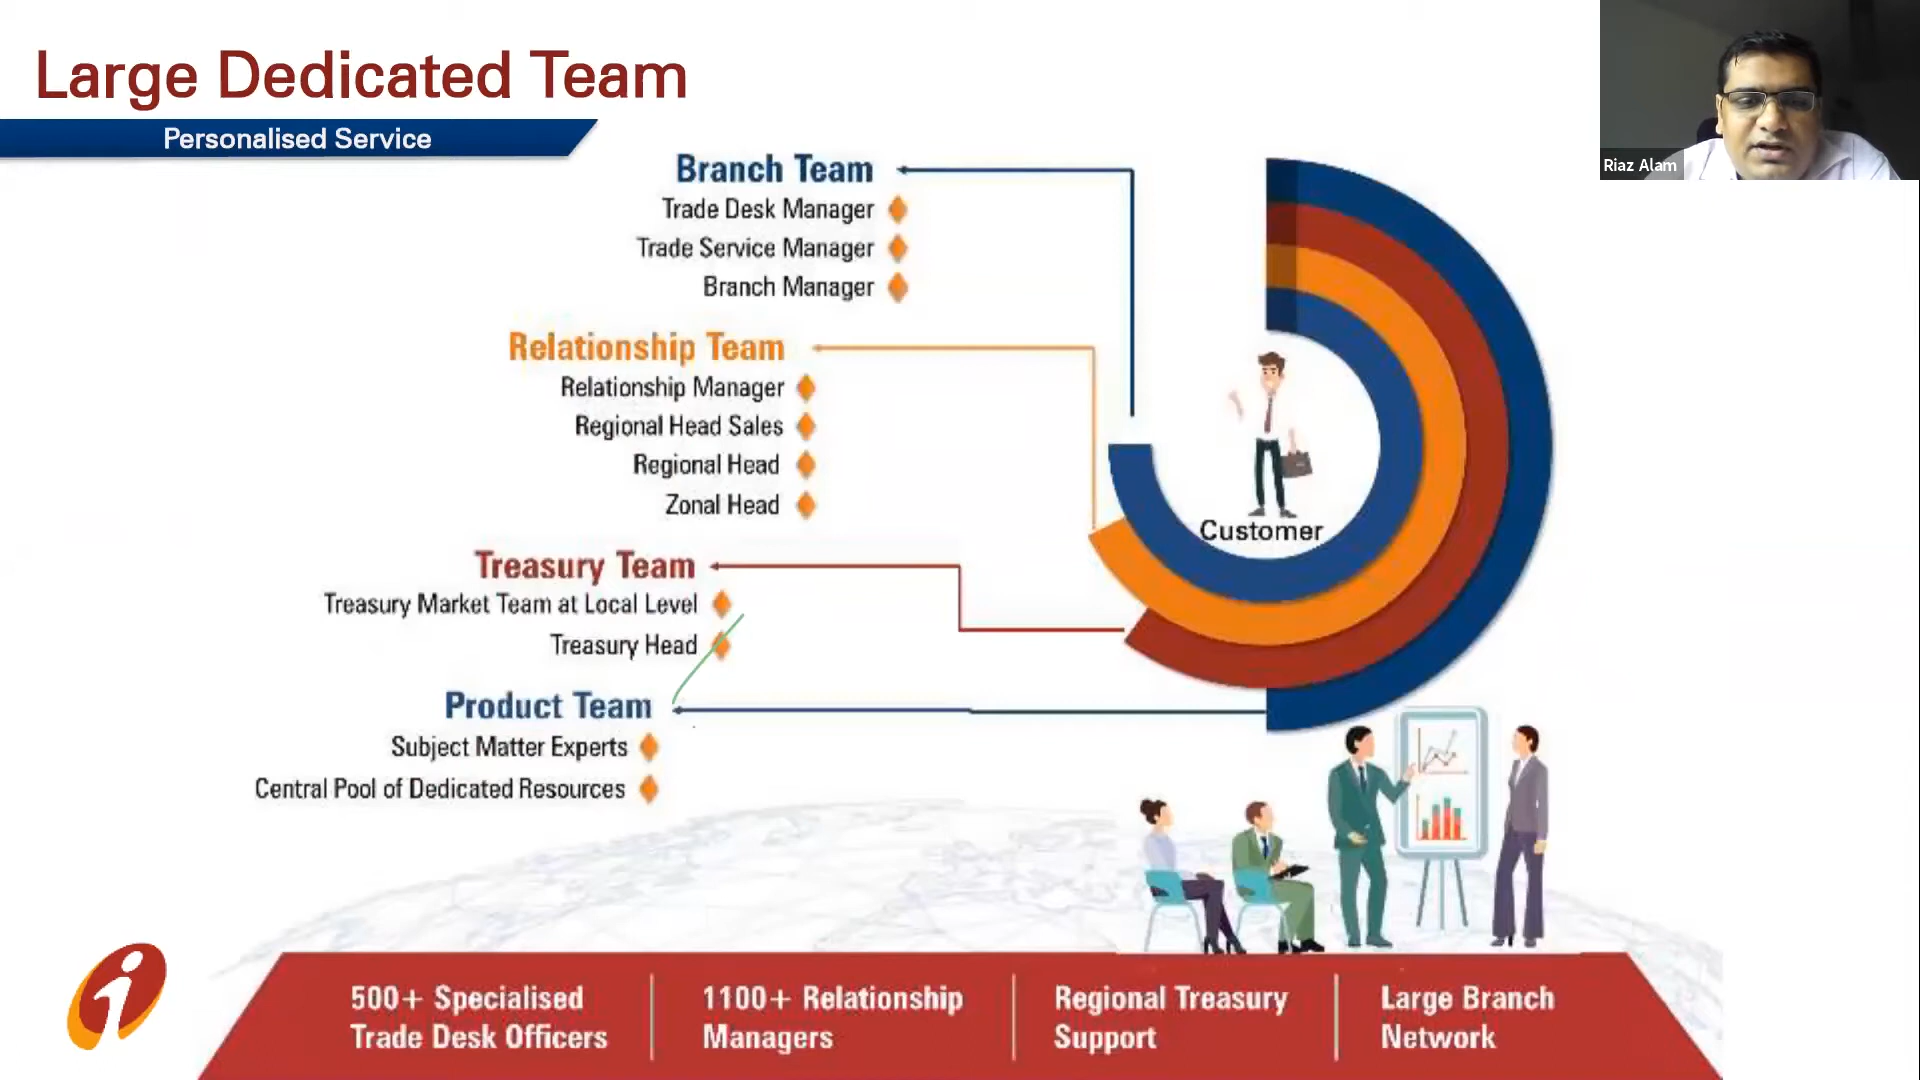 Large Dedicated Team
Personalised Service
Riaz Alam
Branch Team
Trade Desk Manager
Trade Service Manager
Branch Manager
Relationship Team
Relationship Manager
Regional Head Sales
Regional Head
Zonal Head
Customer
Treasury Team
Treasury Market Team at Local Level
Treasury Head
Product Team
Subject Matter Experts
Central Pool of Dedicated Resources
500+ Specialised
Trade Desk Officers
1100+ Relationship
Managers
Regional Treasury
Support
Large Branch
Network